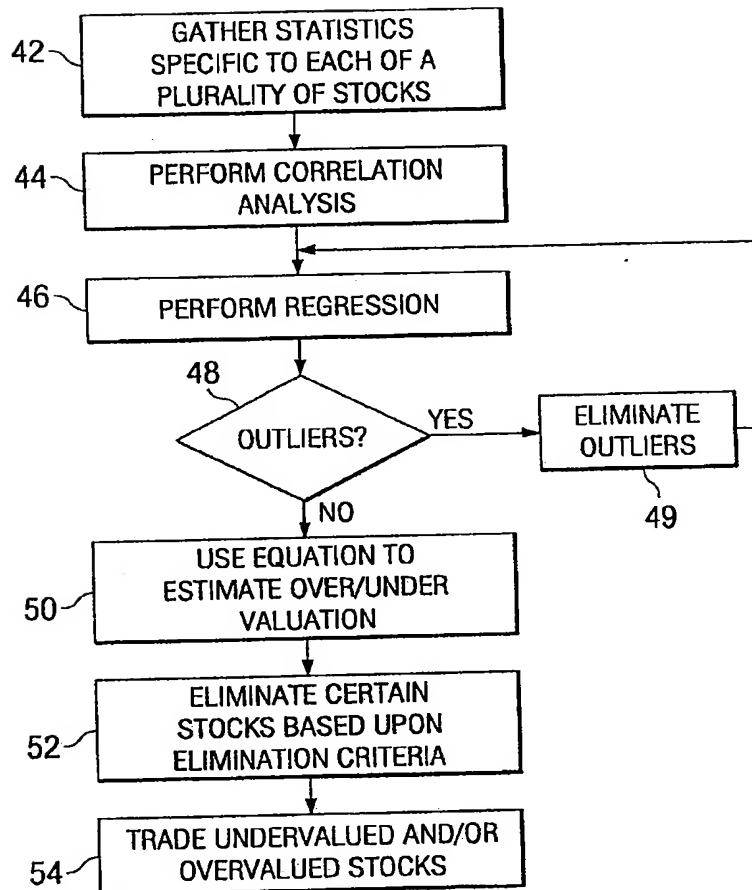 42
GATHER STATISTICS
SPECIFIC TO EACH OF A
PLURALITY OF STOCKS
44
PERFORM CORRELATION
ANALYSIS
46
PERFORM REGRESSION
48
OUTLIERS?
YES
ELIMINATE
OUTLIERS
49
NO
50
USE EQUATION TO
ESTIMATE OVER/UNDER
VALUATION
52
ELIMINATE CERTAIN
STOCKS BASED UPON
ELIMINATION CRITERIA
54
TRADE UNDERVALUED AND/OR
OVERVALUED STOCKS